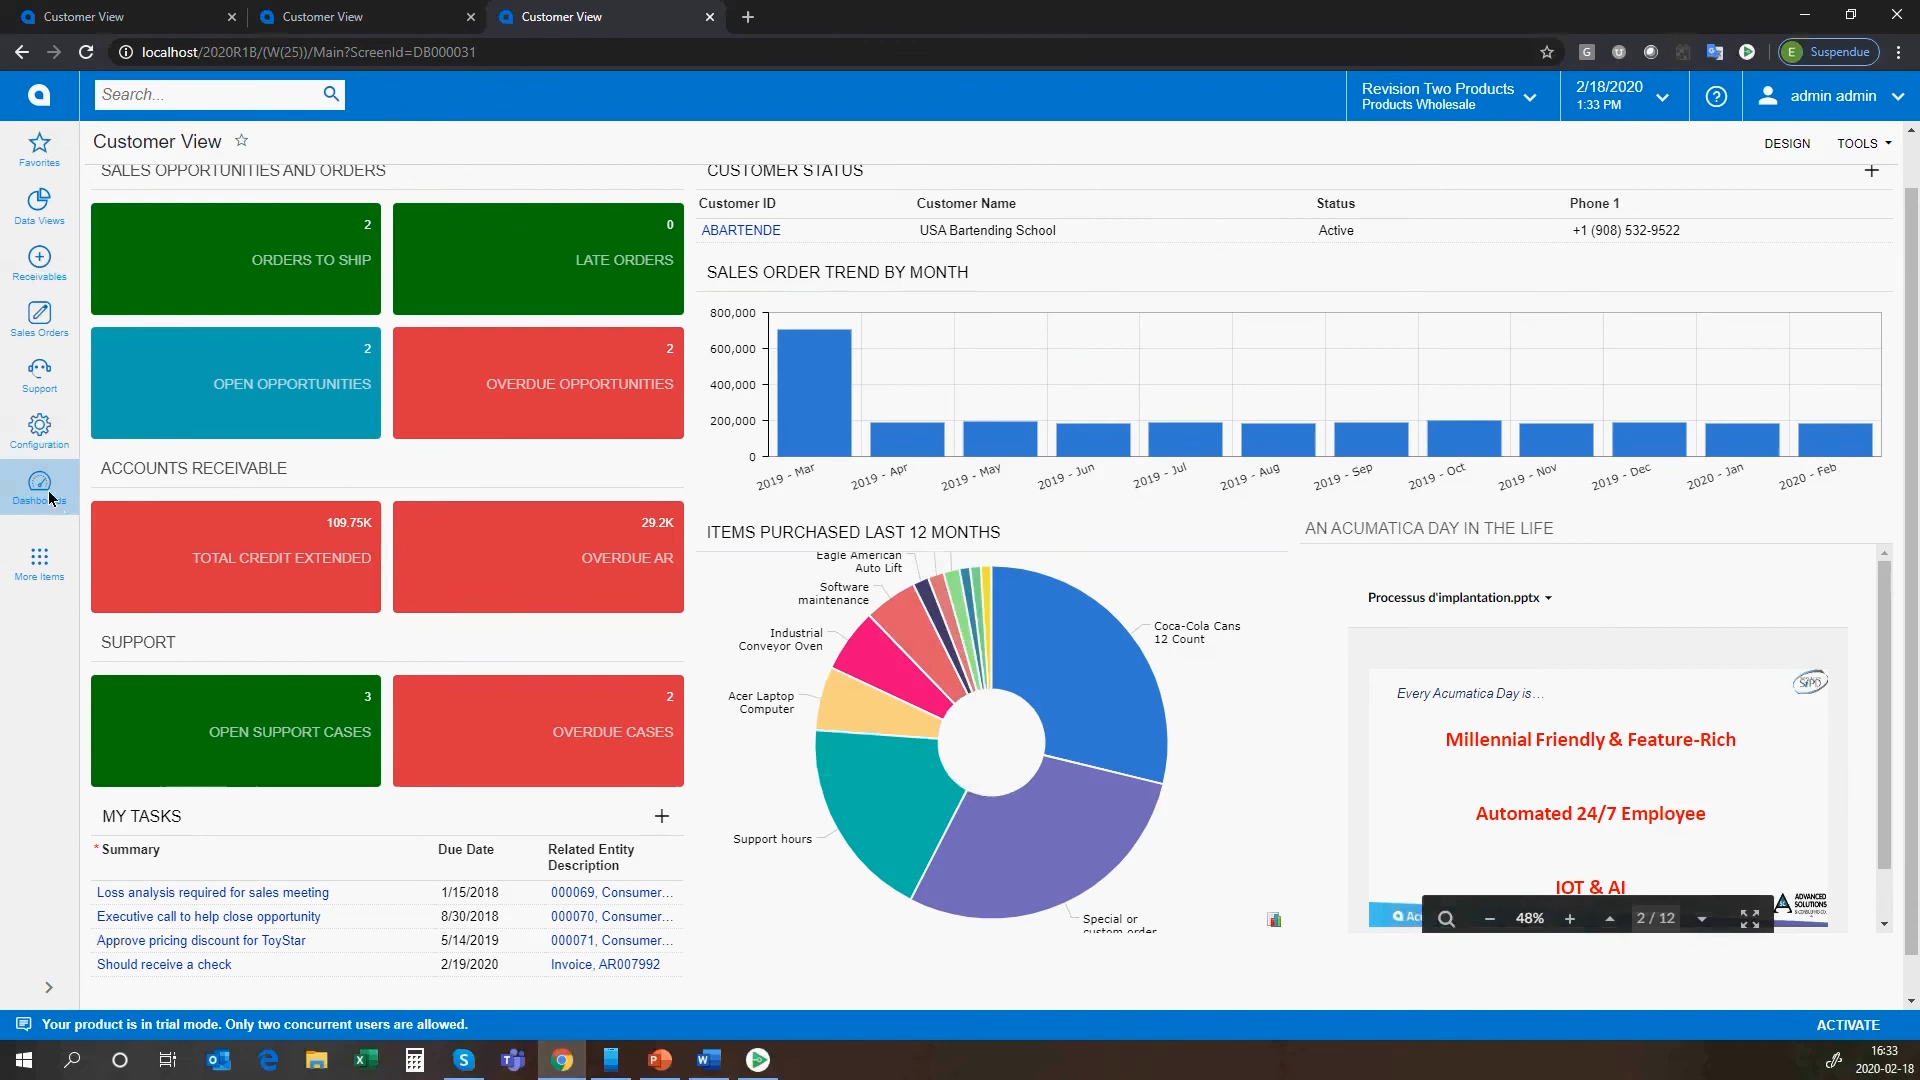 Customer View
Customer View
Customer View
localhost/2020R1B/(W(25))/Main?ScreenId=DB000031
G
E Suspendue
Search...
Revision Two Products
Products Wholesale
2/18/2020
1:33 PM
admin admin
Customer View
DESIGN
TOOLS
Favorites
Data Views
Receivables
Sales Orders
Support
Configuration
More Items
SALES OPPORTUNITIES AND ORDERS
2
ORDERS TO SHIP
0
LATE ORDERS
2
OPEN OPPORTUNITIES
2
OVERDUE OPPORTUNITIES
ACCOUNTS RECEIVABLE
109.75K
TOTAL CREDIT EXTENDED
29.2K
OVERDUE AR
SUPPORT
3
OPEN SUPPORT CASES
2
OVERDUE CASES
MY TASKS
* Summary Due Date Related Entity
Description
Loss analysis required for sales meeting 1/15/2018 000069, Consumer...
Executive call to help close opportunity 8/30/2018 000070, Consumer...
Approve pricing discount for ToyStar 5/14/2019 000071, Consumer...
Should receive a check 2/19/2020 Invoice, AR007992
CUSTOMER STATUS
Customer ID Customer Name Status Phone 1
ABARTENDE USA Bartending School Active +1 (908) 532-9522
SALES ORDER TREND BY MONTH
800,000
600,000
400,000
200,000
0
2019 - Mar
2019 - Apr
2019 - May
2019 - Jun
2019 - Jul
2019 - Aug
2019 - Sep
2019 - Oct
2019 - Nov
2019 - Dec
2020 - Jan
2020 - Feb
ITEMS PURCHASED LAST 12 MONTHS
Eagle American
Auto Lift
Software
maintenance
Industrial
Conveyor Oven
Acer Laptop
Computer
Support hours
Coca-Cola Cans
12 Count
Special or
custom order
AN ACUMATICA DAY IN THE LIFE
Processus d'implantation.pptx
Every Acumatica Day is...
Millennial Friendly & Feature-Rich
Automated 24/7 Employee
IOT & AI
48%
2 / 12
ADVANCED
SOLUTIONS
Your product is in trial mode. Only two concurrent users are allowed.
ACTIVATE
16:33
2020-02-18